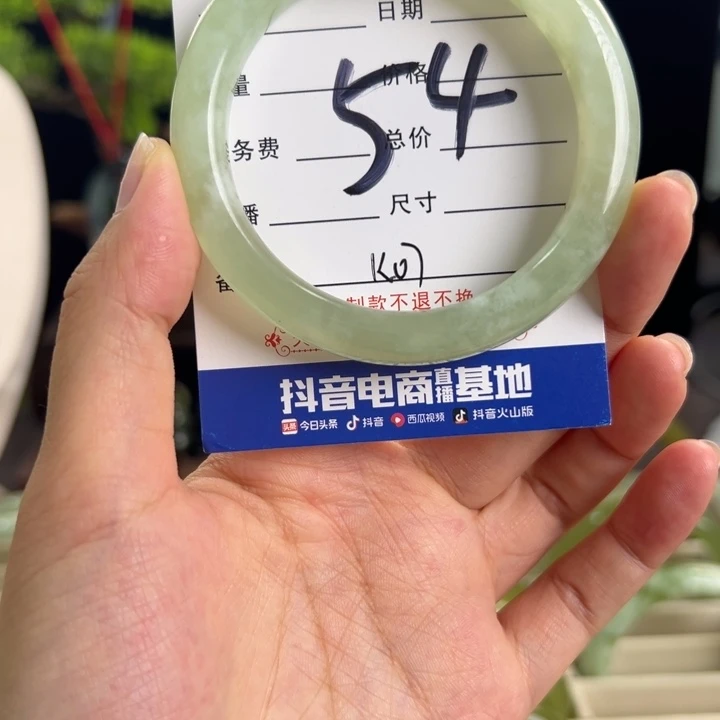 日期
量
价格
54
务费
总价
播
尺寸
制款不退不换
抖音电商直播基地
头条 今日头条 抖音 西瓜视频 抖音火山版